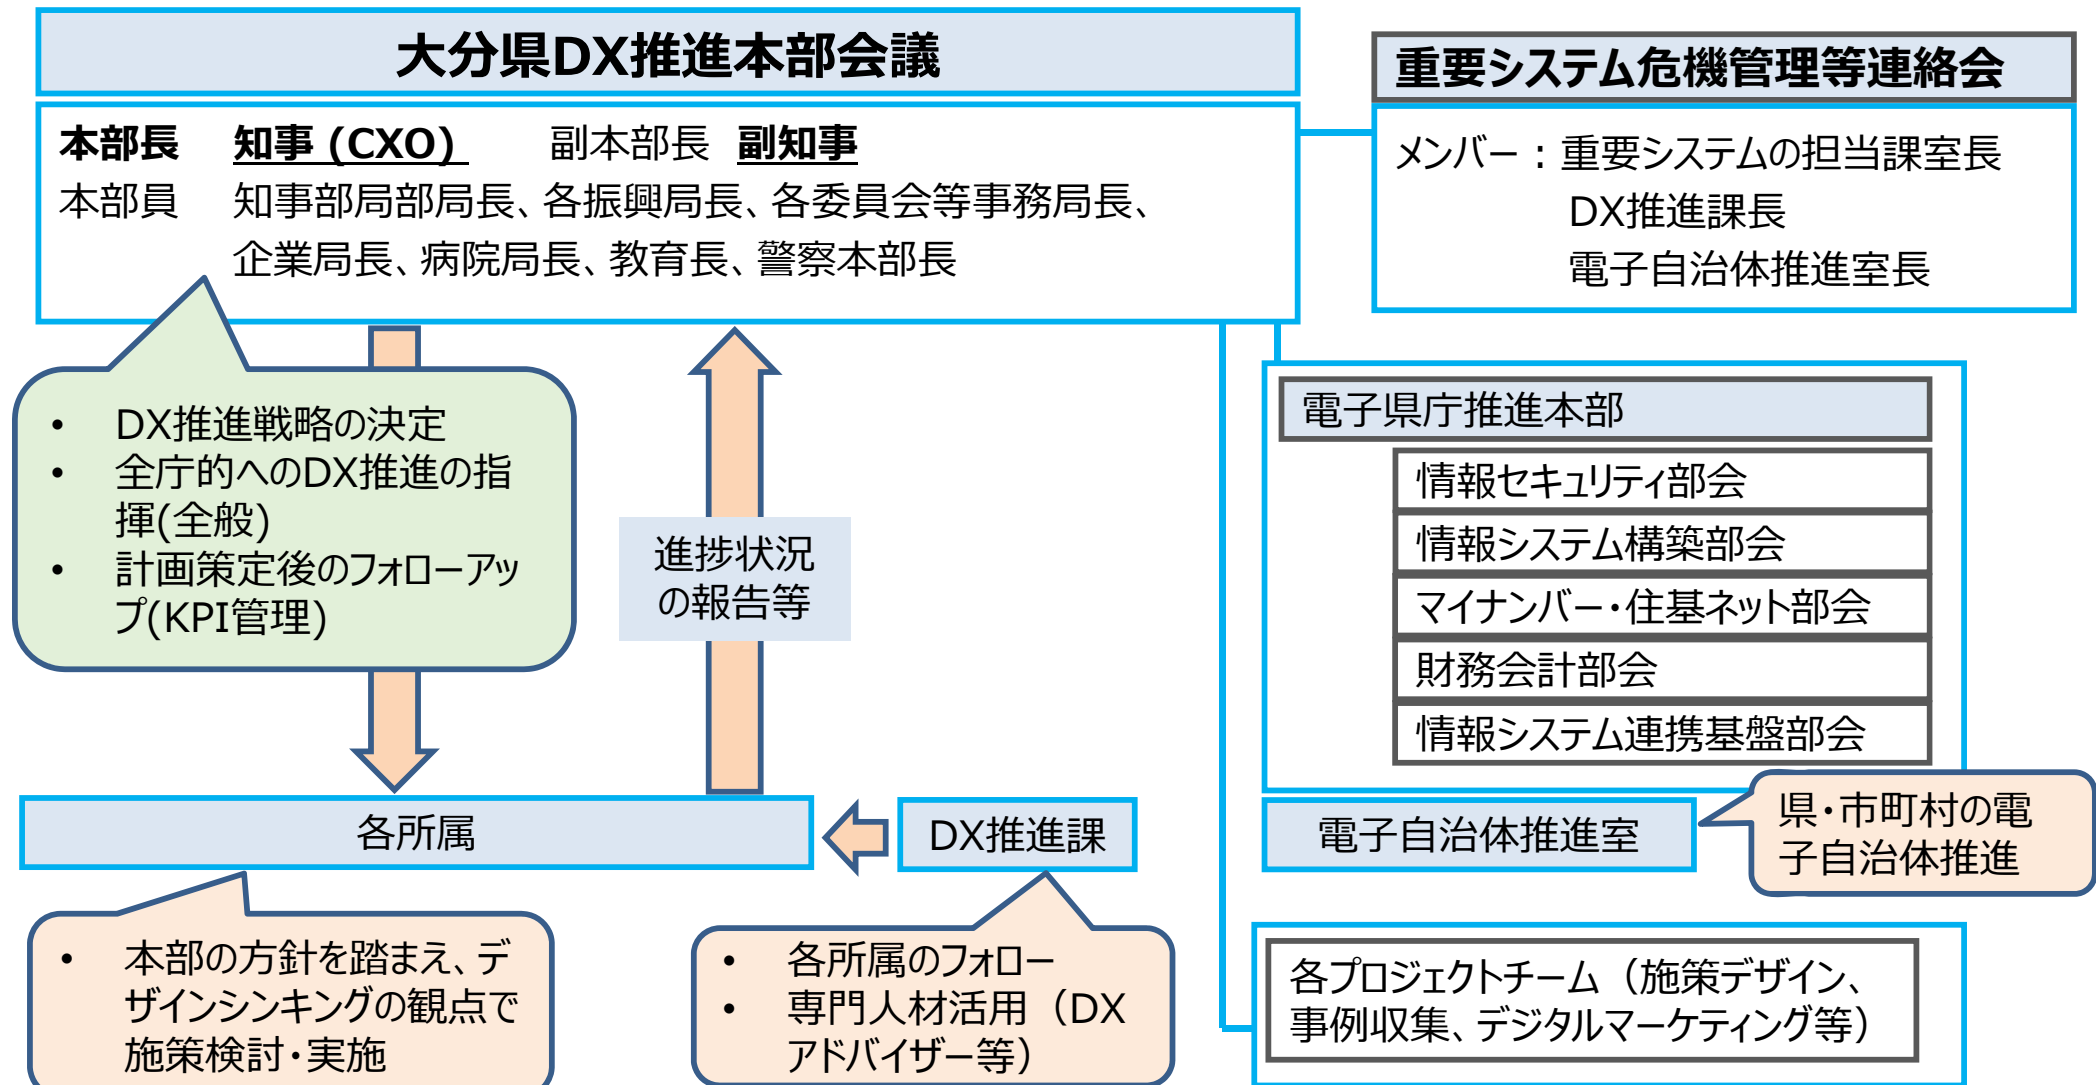 大分県DX推進本部会議
本部長 知事 (CXO) 副本部長 副知事
本部員 知事部局部局長、各振興局長、各委員会等事務局長、
企業局長、病院局長、教育長、警察本部長
重要システム危機管理等連絡会
メンバー：重要システムの担当課室長
DX推進課長
電子自治体推進室長
• DX推進戦略の決定
• 全庁的へのDX推進の指
揮(全般)
• 計画策定後のフォローアッ
プ(KPI管理)
進捗状況
の報告等
電子県庁推進本部
情報セキュリティ部会
情報システム構築部会
マイナンバー・住基ネット部会
財務会計部会
情報システム連携基盤部会
各所属
DX推進課
電子自治体推進室
県・市町村の電
子自治体推進
• 本部の方針を踏まえ、デ
ザインシンキングの観点で
施策検討・実施
• 各所属のフォロー
• 専門人材活用（DX
アドバイザー等）
各プロジェクトチーム（施策デザイン、
事例収集、デジタルマーケティング等）